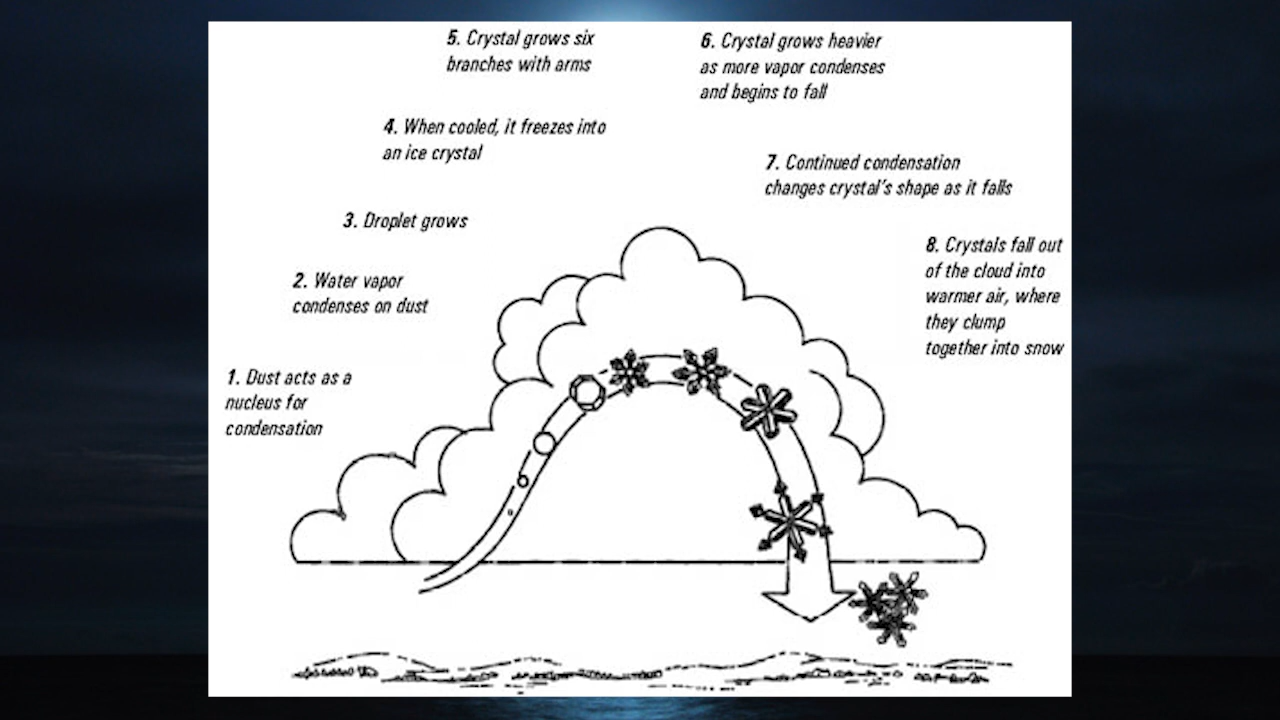 5. Crystal grows six
branches with arms
6. Crystal grows heavier
as more vapor condenses
and begins to fall
4. When cooled, it freezes into
an ice crystal
7. Continued condensation
changes crystal's shape as it falls
3. Droplet grows
8. Crystals fall out
of the cloud into
warmer air, where
they clump
together into snow
2. Water vapor
condenses on dust
1. Dust acts as a
nucleus for
condensation